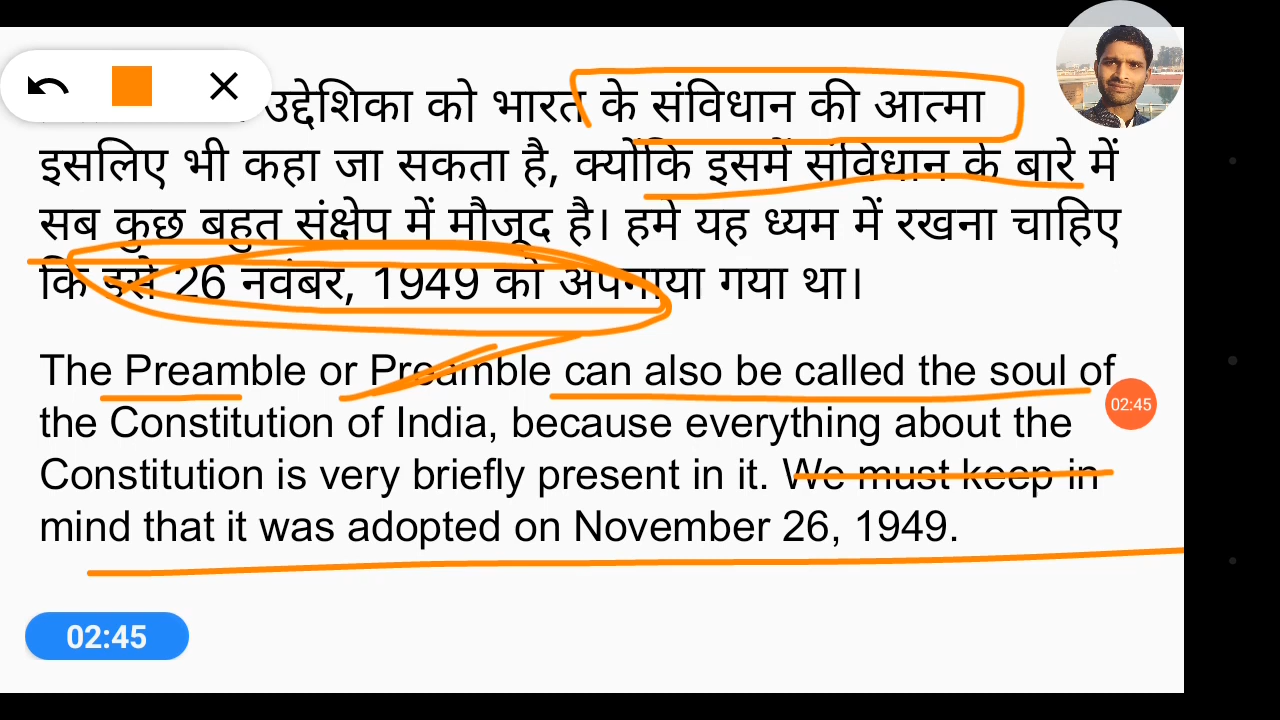 उद्देशिका को भारत के संविधान की आत्मा
इसलिए भी कहा जा सकता है, क्योंकि इसमें संविधान के बारे में
सब कुछ बहुत संक्षेप में मौजूद है। हमे यह ध्यम में रखना चाहिए
कि इसे 26 नवंबर, 1949 को अपनाया गया था।
The Preamble or Preamble can also be called the soul of
02:45
the Constitution of India, because everything about the
Constitution is very briefly present in it. We must keep in
mind that it was adopted on November 26, 1949.
02:45